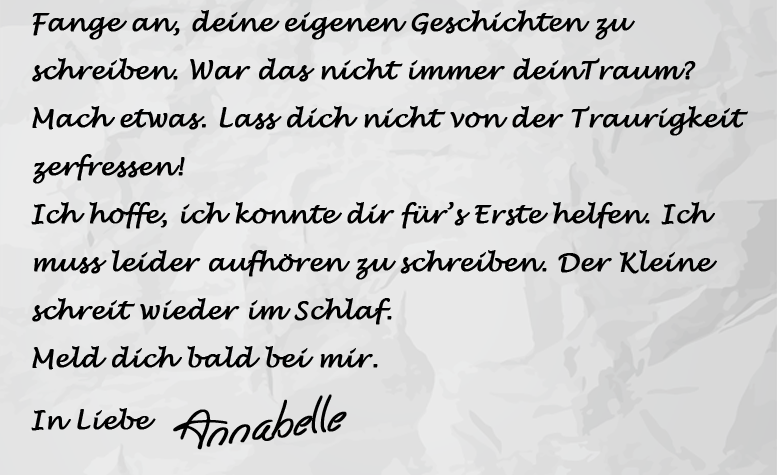 Fange an, deine eigenen Geschichten zu
schreiben. War das nicht immer deinTraum?
Mach etwas. Lass dich nicht von der Traurigkeit
zerfressen!
Ich hoffe, ich konnte dir für’s Erste helfen. Ich
muss leider aufhören zu schreiben. Der Kleine
schreit wieder im Schlaf.
Meld dich bald bei mir.
In Liebe Annabelle